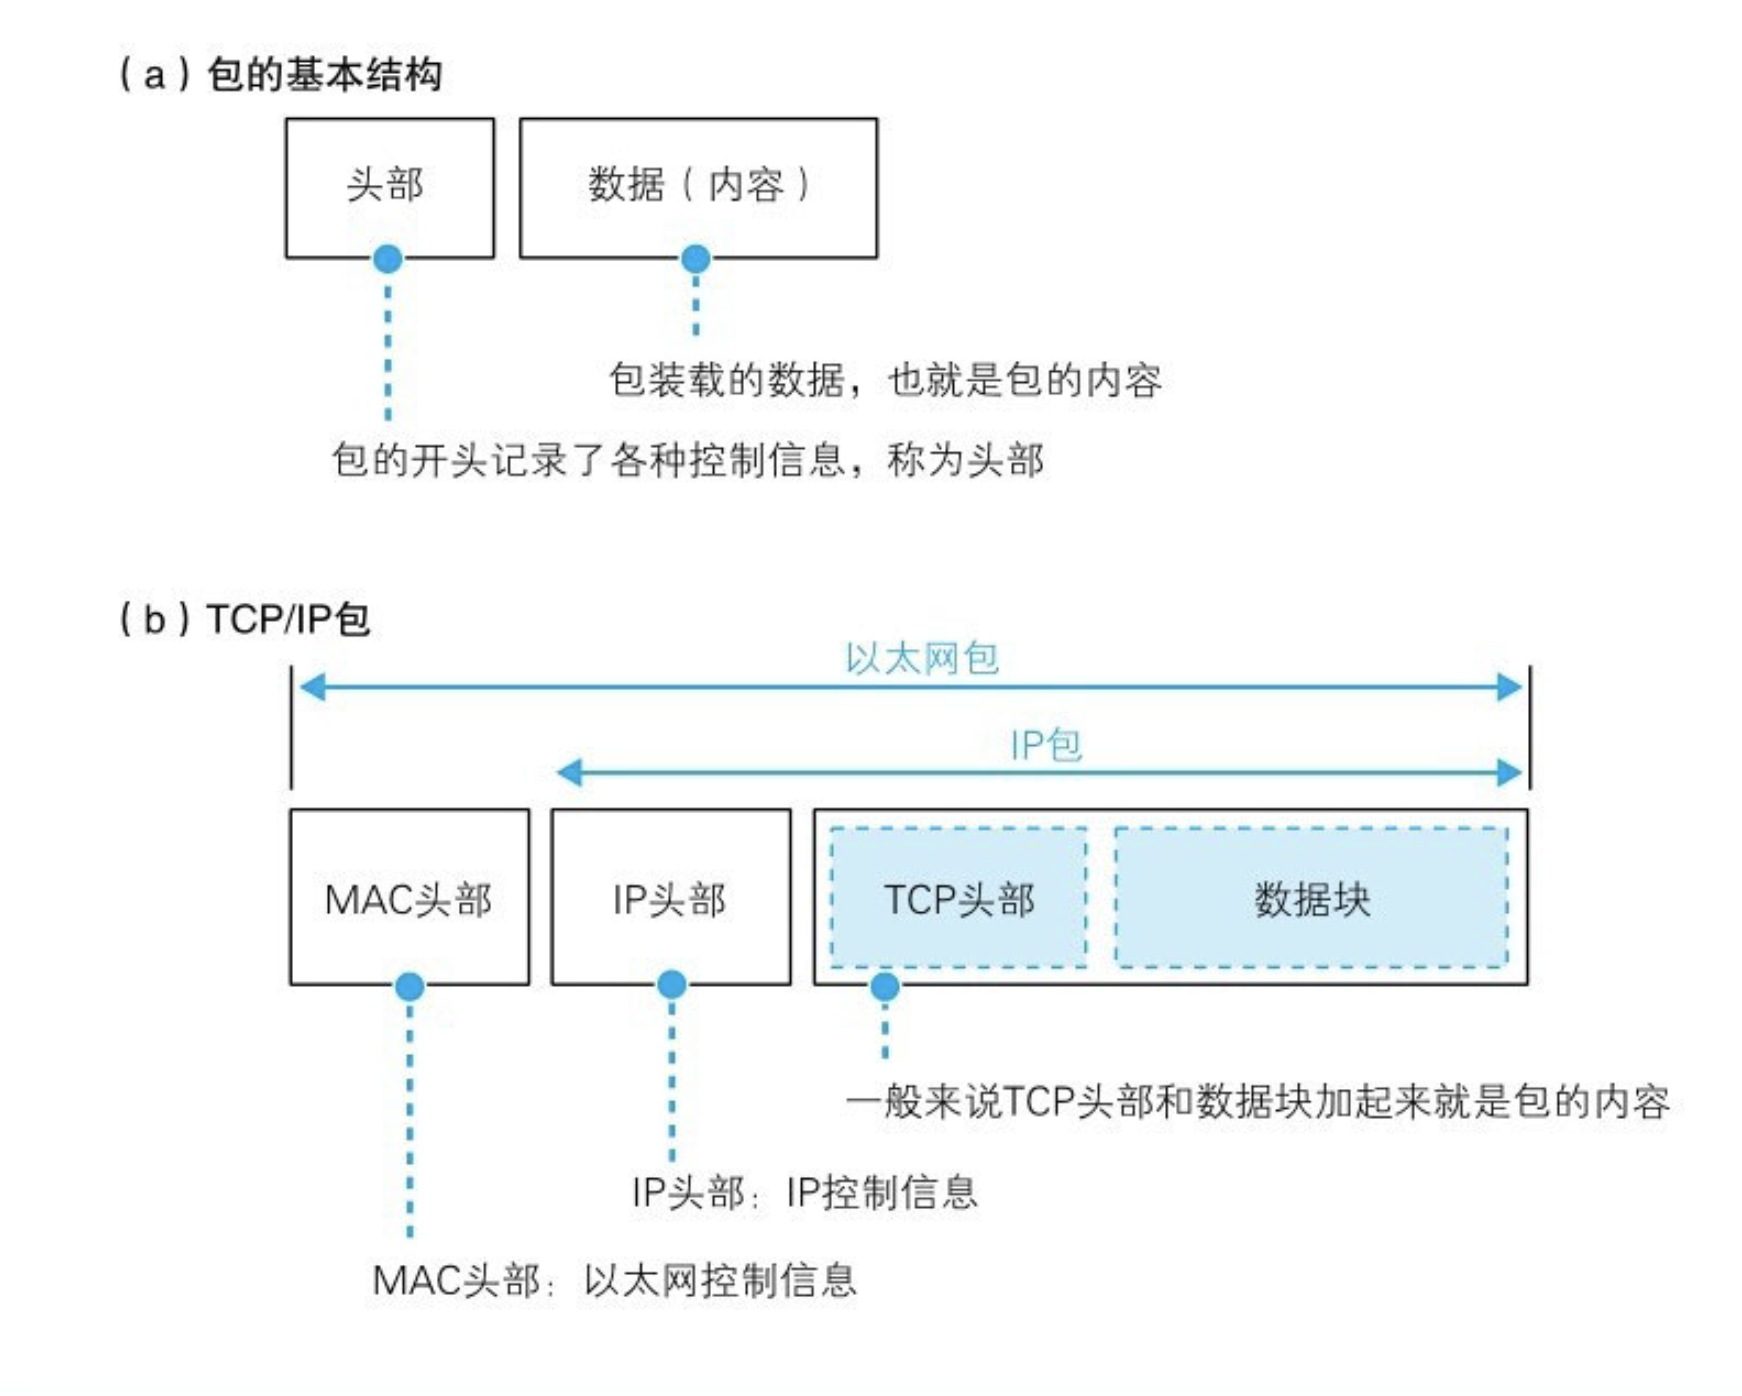 （a）包的基本结构
头部
数据（内容）
包装载的数据，也就是包的内容
包的开头记录了各种控制信息，称为头部
（b）TCP/IP包
以太网包
IP包
MAC头部
IP头部
TCP头部
数据块
一般来说TCP头部和数据块加起来就是包的内容
IP头部：IP控制信息
MAC头部：以太网控制信息